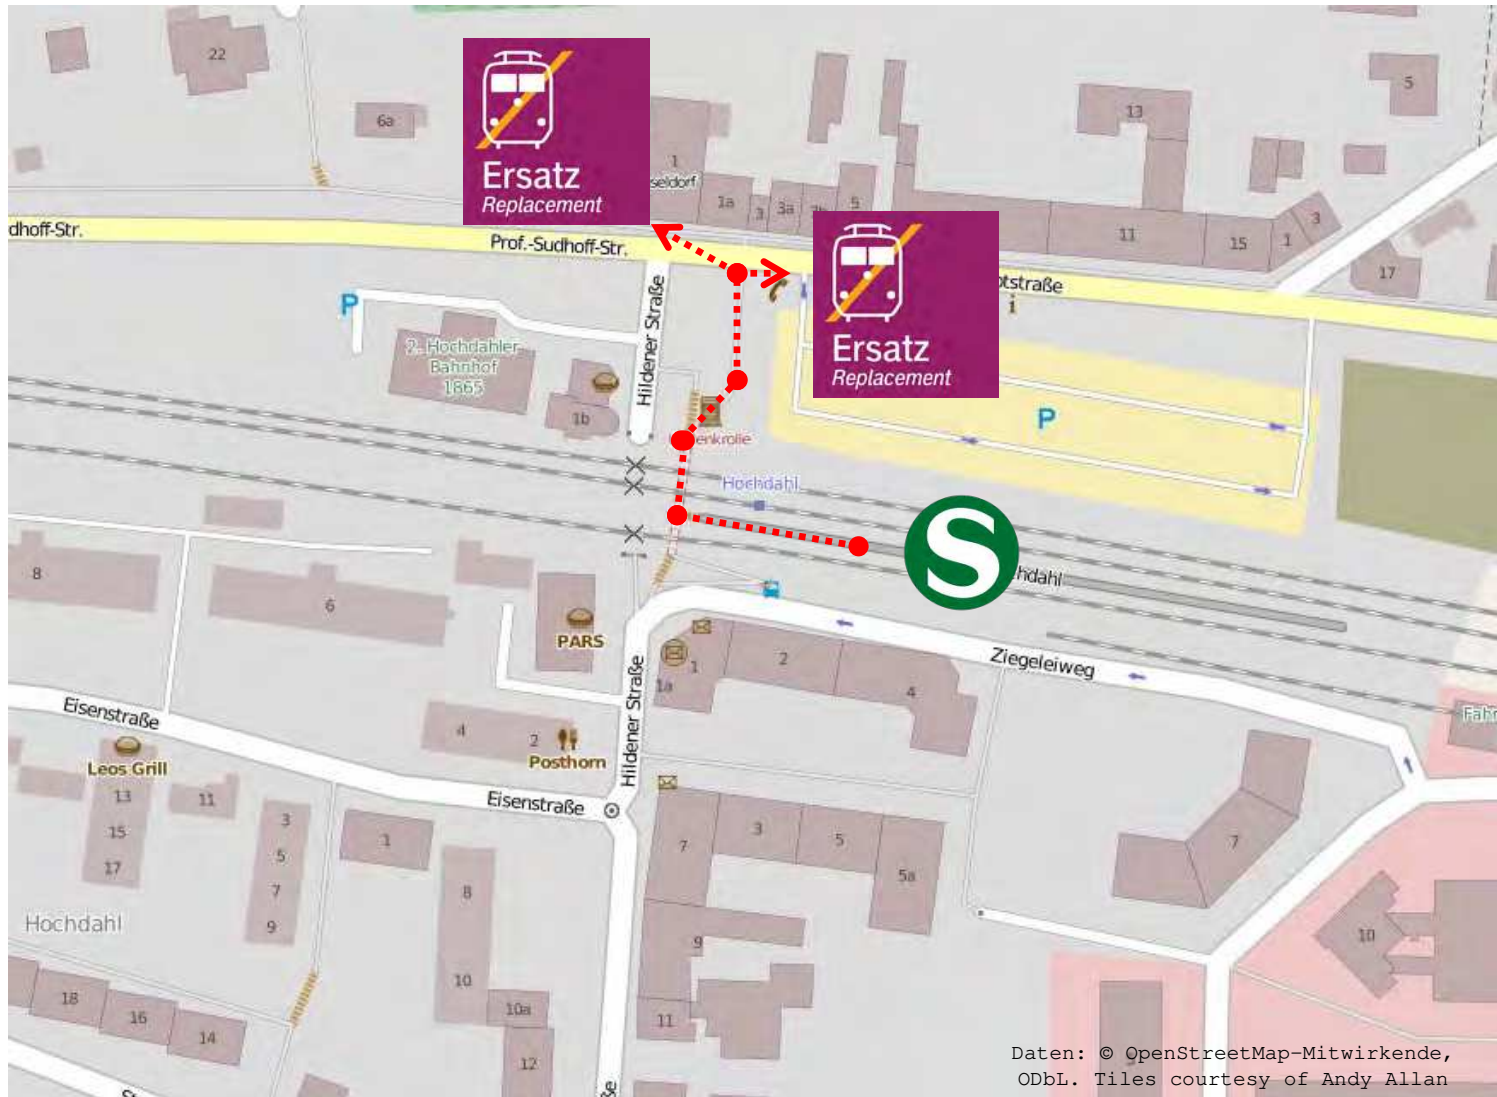 22
6a
5
13
1
seldorf
1a
3
3a
5
11
15
1
3
17
Ersatz
Replacement
dhoff-Str.
Prof.-Sudhoff-Str.
Hildener Straße
Ersatz
Replacement
otstraße
i
P
2. Hochdahler
Bahnhof
1865
1b
enkrolle
P
Hochdahl
S
hdahl
8
6
PARS
1
1a
2
4
Ziegeleiweg
Hildener Straße
Eisenstraße
4
2
Posthorn
Leos Grill
13
11
15
17
3
5
7
9
1
Eisenstraße
7
3
5
5a
7
Fahr
8
10
9
10
Hochdahl
18
16
14
10a
11
12
ße
Daten: © OpenStreetMap-Mitwirkende,
ODbL. Tiles courtesy of Andy Allan